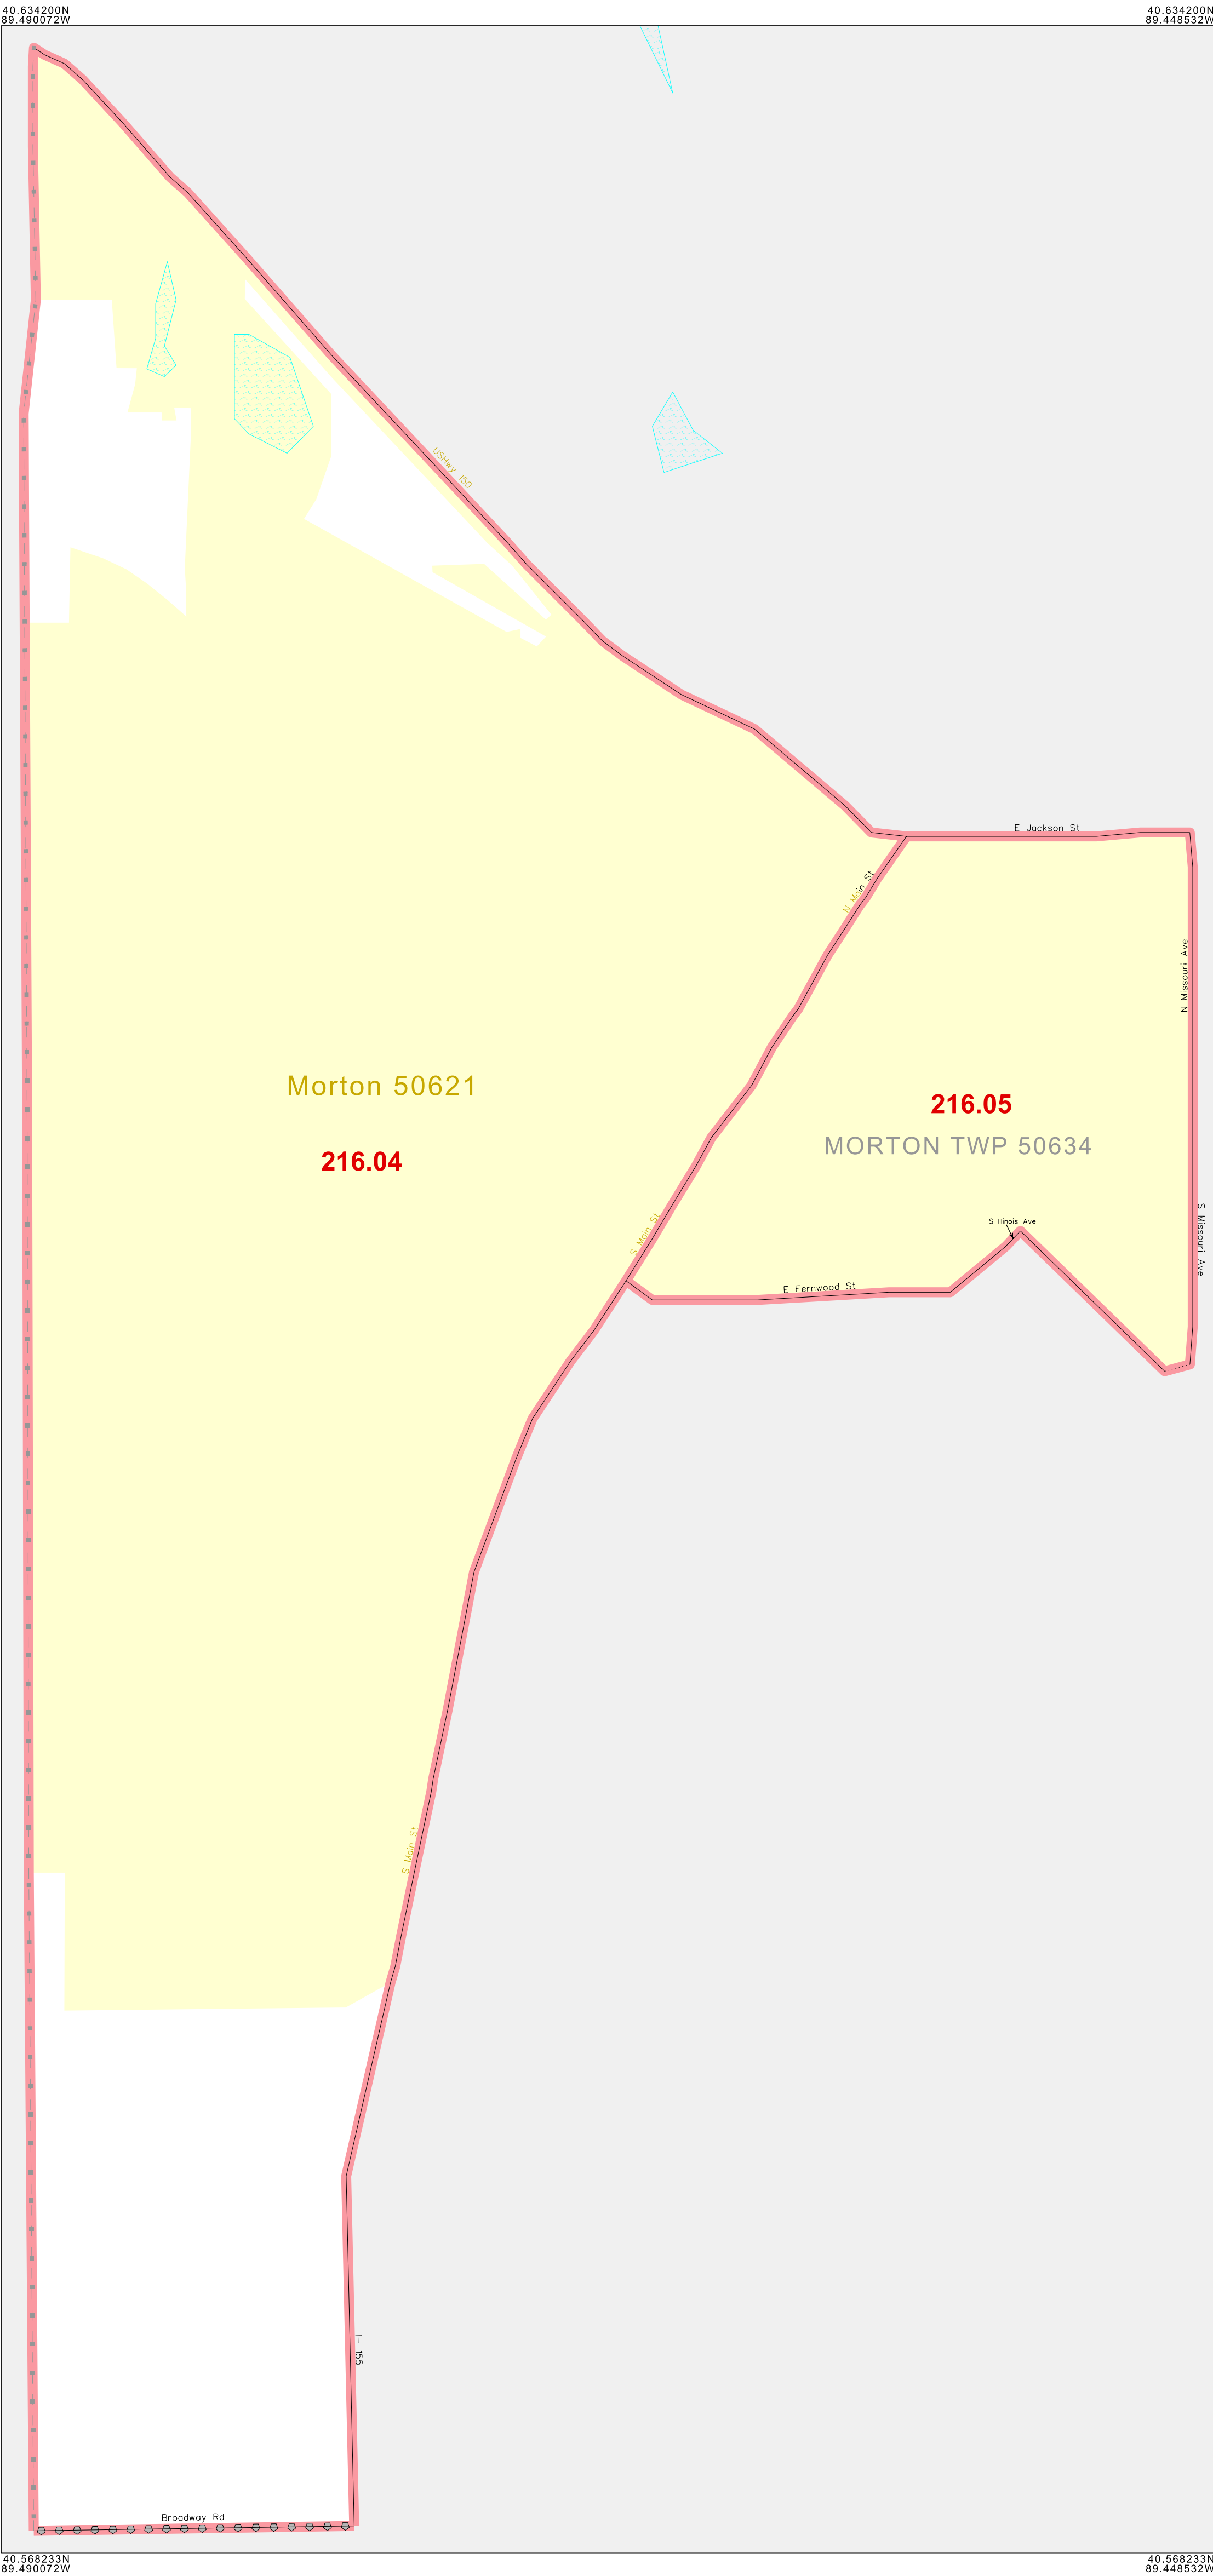 40.634200N
89.490072W
40.634200N
89.448532W
USHwy 150
E Jackson St
N Main St
N Missouri Ave
Morton 50621
216.05
MORTON TWP 50634
216.04
S Missouri Ave
S Main St
S Illinois Ave
E Fernwood St
S Main St
I- 155
Broadway Rd
40.568233N
89.490072W
40.568233N
89.448532W